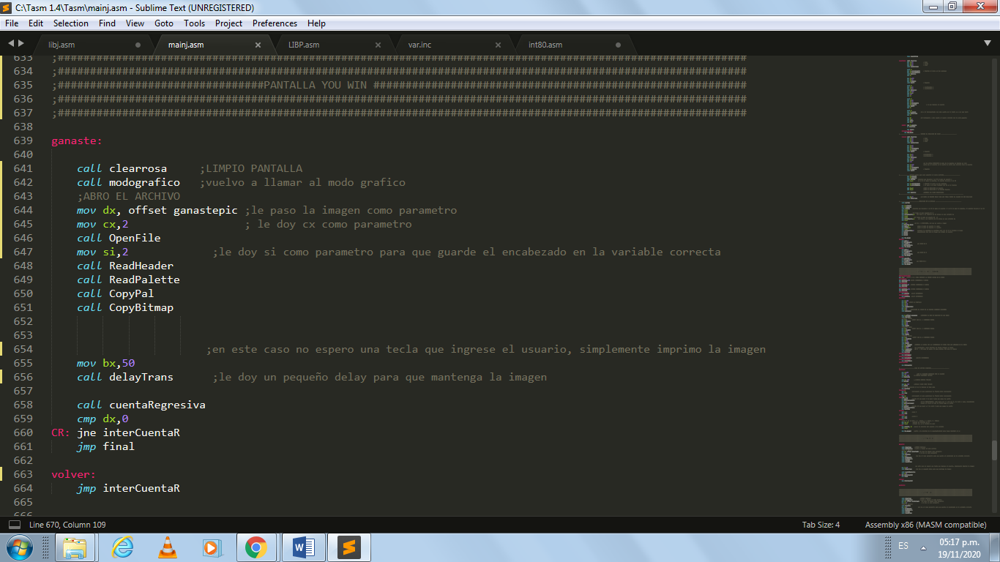 C:\Tasm 1.4\Tasm\mainj.asm - Sublime Text (UNREGISTERED)
File Edit Selection Find View Goto Tools Project Preferences Help
libj.asm mainj.asm LIBP.asm var.inc int80.asm
633 ;###########################################################################################################
634 ;###########################################################################################################
635 ;################################PANTALLA YOU WIN ##########################################################
636 ;###########################################################################################################
637 ;###########################################################################################################
638
639 ganaste:
640
641 call clearrosa ;LIMPIO PANTALLA
642 call modografico ;vuelvo a llamar al modo grafico
643 ;ABRO EL ARCHIVO
644 mov dx, offset ganastepic ;le paso la imagen como parametro
645 mov cx,2 ; le doy cx como parametro
646 call OpenFile
647 mov si,2 ;le doy si como parametro para que guarde el encabezado en la variable correcta
648 call ReadHeader
649 call ReadPalette
650 call CopyPal
651 call CopyBitmap
652
653
654 ;en este caso no espero una tecla que ingrese el usuario, simplemente imprimo la imagen
655 mov bx,50
656 call delayTrans ;le doy un pequeño delay para que mantenga la imagen
657
658 call cuentaRegresiva
659 cmp dx,0
660 CR: jne interCuentaR
661 jmp final
662
663 volver:
664 jmp interCuentaR
665
666
Line 670, Column 109 Tab Size: 4 Assembly x86 (MASM compatible)
ES 05:17 p.m.
19/11/2020